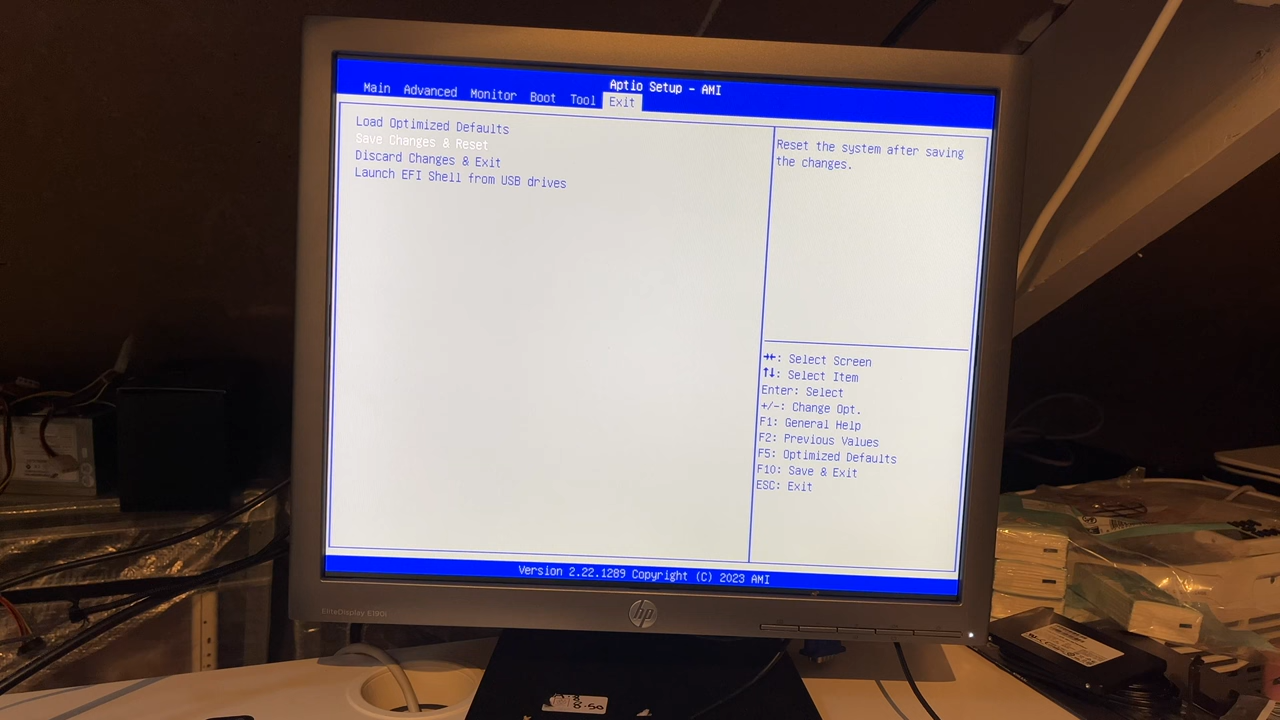 Aptio Setup - AMI
Main Advanced Monitor Boot Tool Exit
Load Optimized Defaults
Save Changes & Reset
Discard Changes & Exit
Launch EFI Shell from USB drives
Reset the system after saving
the changes.
→←: Select Screen
↑↓: Select Item
Enter: Select
+/-: Change Opt.
F1: General Help
F2: Previous Values
F5: Optimized Defaults
F10: Save & Exit
ESC: Exit
Version 2.22.1289 Copyright (C) 2023 AMI
EliteDisplay E190i
hp